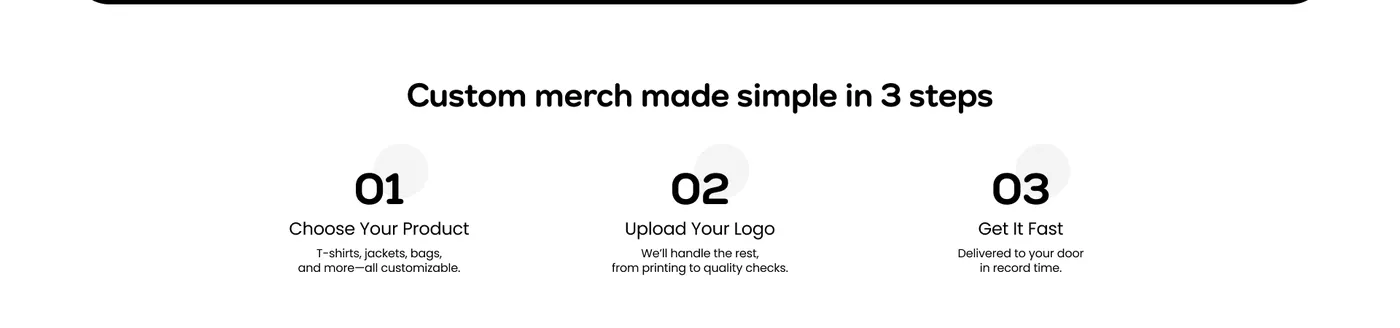 Custom merch made simple in 3 steps
01
Choose Your Product
T-shirts, jackets, bags,
and more—all customizable.
02
Upload Your Logo
We'll handle the rest,
from printing to quality checks.
03
Get It Fast
Delivered to your door
in record time.